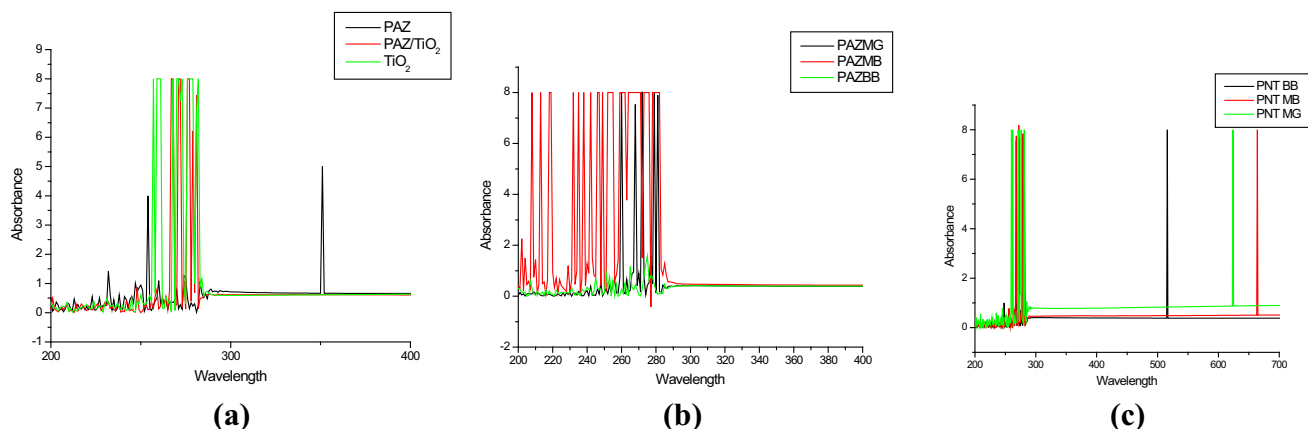 PAZ
PAZ/TiO₂
TiO₂
9
8
7
6
5
4
3
2
1
0
-1
Absorbance
200
300
400
Wavelength
(a)
PAZMG
PAZMB
PAZBB
8
6
4
2
0
-2
Absorbance
200 220 240 260 280 300 320 340 360 380 400
Wavelength
(b)
PNT BB
PNT MB
PNT MG
8
6
4
2
0
Absorbance
200 300 400 500 600 700
Wavelength
(c)